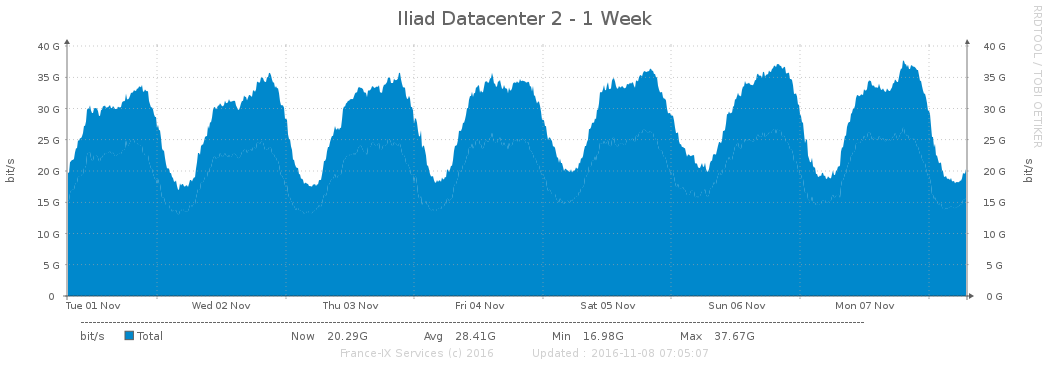 Iliad Datacenter 2 - 1 Week
RRDTOOL / TOBI OETIKER
bit/s
40 G
35 G
30 G
25 G
20 G
15 G
10 G
5 G
0
40 G
35 G
30 G
25 G
20 G
15 G
10 G
5 G
0 G
bit/s
Tue 01 Nov Wed 02 Nov Thu 03 Nov Fri 04 Nov Sat 05 Nov Sun 06 Nov Mon 07 Nov
bit/s Total Now 20.29G Avg 28.41G Min 16.98G Max 37.67G
France-IX Services (c) 2016 Updated : 2016-11-08 07:05:07